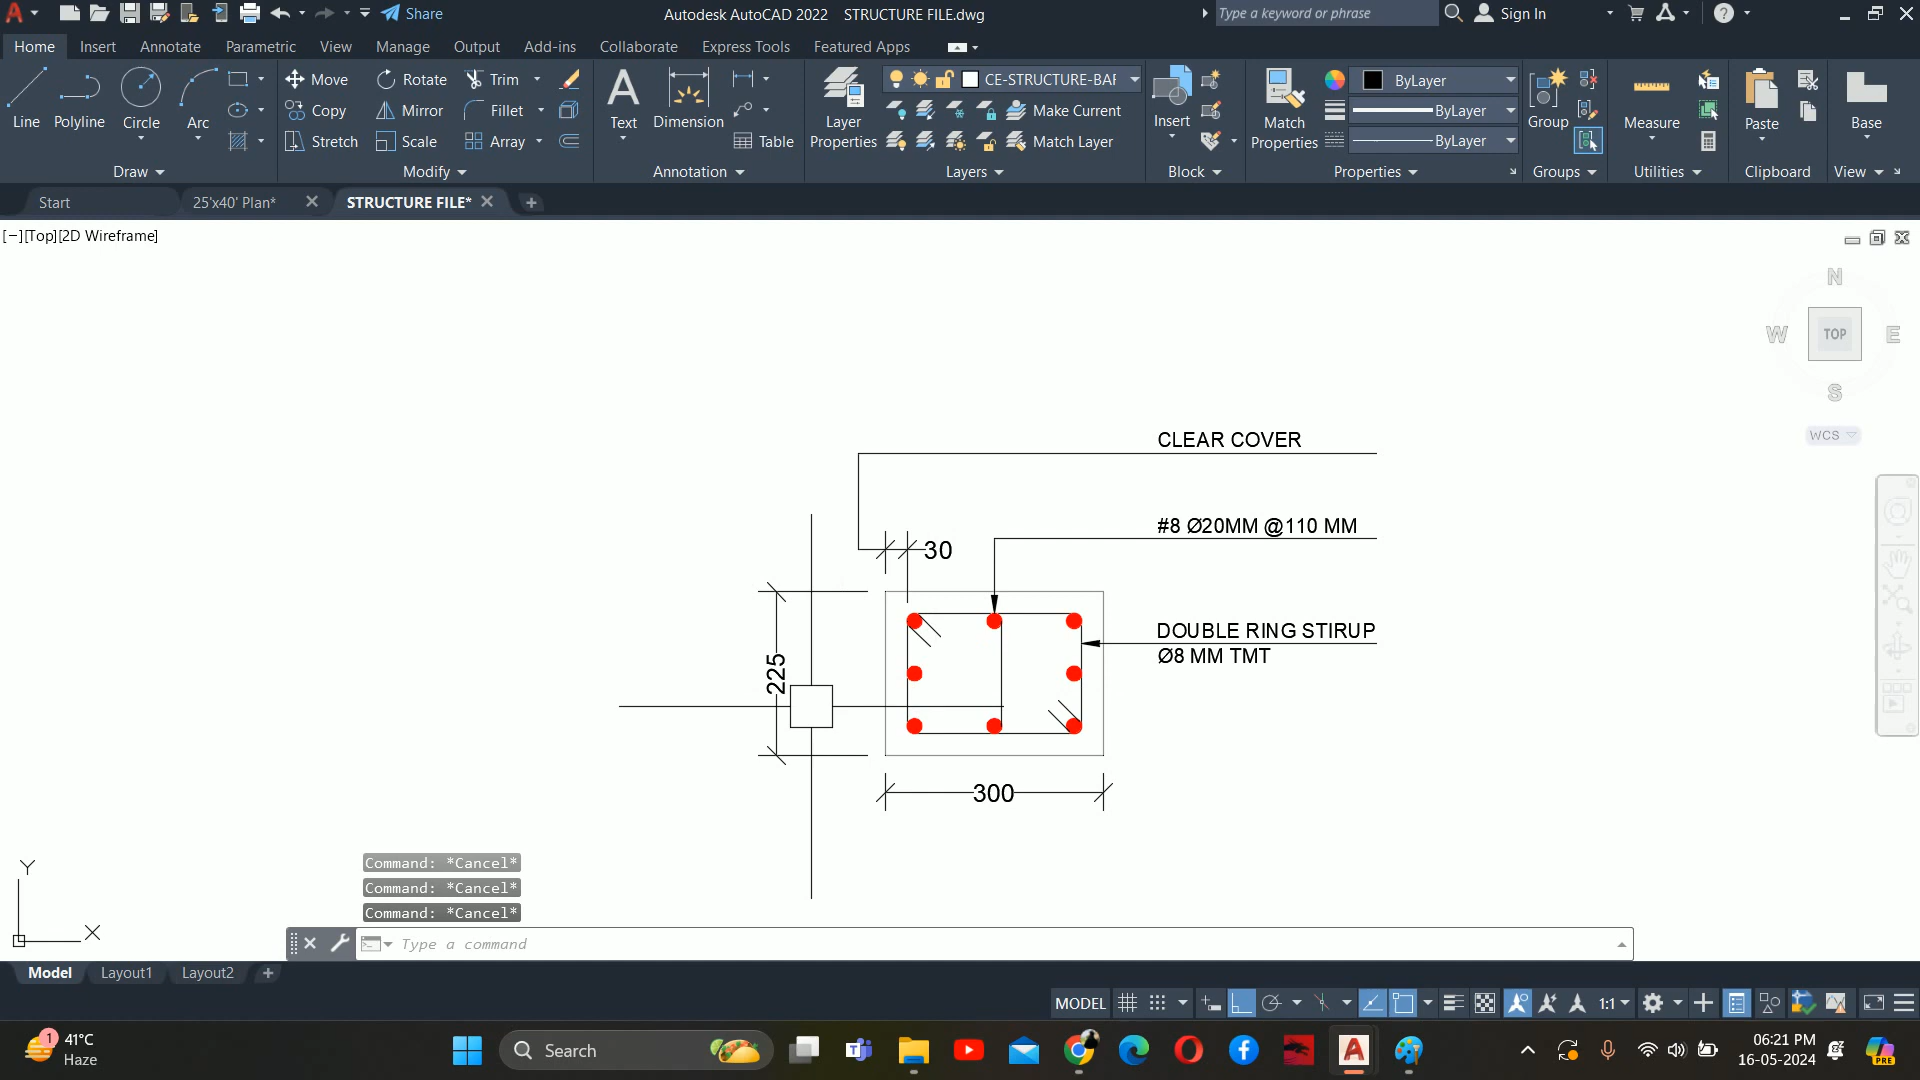 Share
Autodesk AutoCAD 2022 STRUCTURE FILE.dwg
Type a keyword or phrase
Sign In
Home Insert Annotate Parametric View Manage Output Add-ins Collaborate Express Tools Featured Apps
Line
Polyline
Circle
Arc
Draw
Move
Rotate
Trim
Copy
Mirror
Fillet
Stretch
Scale
Array
Modify
Text
Dimension
Table
Annotation
Layer
Properties
CE-STRUCTURE-BAR
Make Current
Match Layer
Layers
Insert
Block
Match
Properties
ByLayer
ByLayer
ByLayer
Properties
Group
Groups
Measure
Utilities
Paste
Clipboard
Base
View
Start
25'x40' Plan*
STRUCTURE FILE*
[−][Top][2D Wireframe]
N
W
TOP
E
S
WCS
CLEAR COVER
#8 Ø20MM @110 MM
30
DOUBLE RING STIRUP
Ø8 MM TMT
225
300
Y
X
Command: *Cancel*
Command: *Cancel*
Command: *Cancel*
Type a command
Model Layout1 Layout2
MODEL
1:1
1
41°C
Haze
Search
06:21 PM
16-05-2024
PRE